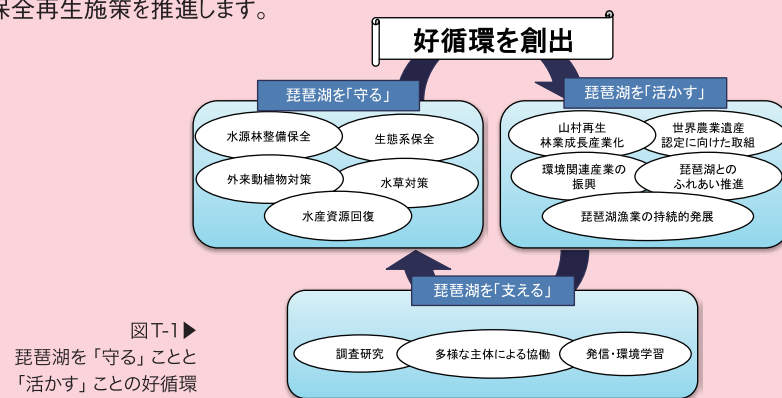 保全再生施策を推進します。
好循環を創出
琵琶湖を「守る」
水源林整備保全
生態系保全
外来動植物対策
水草対策
水産資源回復
琵琶湖を「活かす」
山村再生
林業成長産業化
世界農業遺産
認定に向けた取組
環境関連産業の
振興
琵琶湖との
ふれあい推進
琵琶湖漁業の持続的発展
琵琶湖を「支える」
調査研究
多様な主体による協働
発信・環境学習
図T-1▶
琵琶湖を「守る」ことと
「活かす」ことの好循環